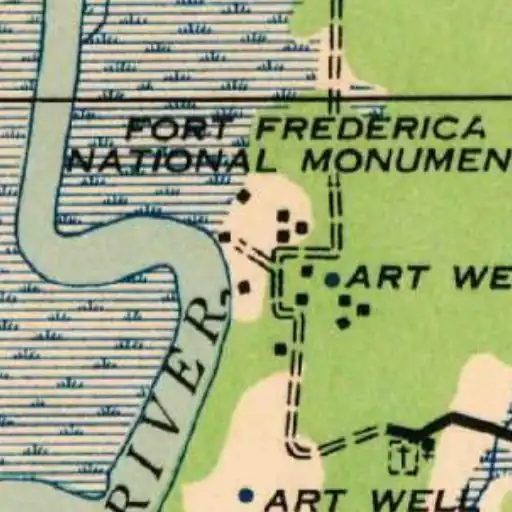 FORT FREDERICA
NATIONAL MONUMEN
ART WE
RIVER,
ART WELL